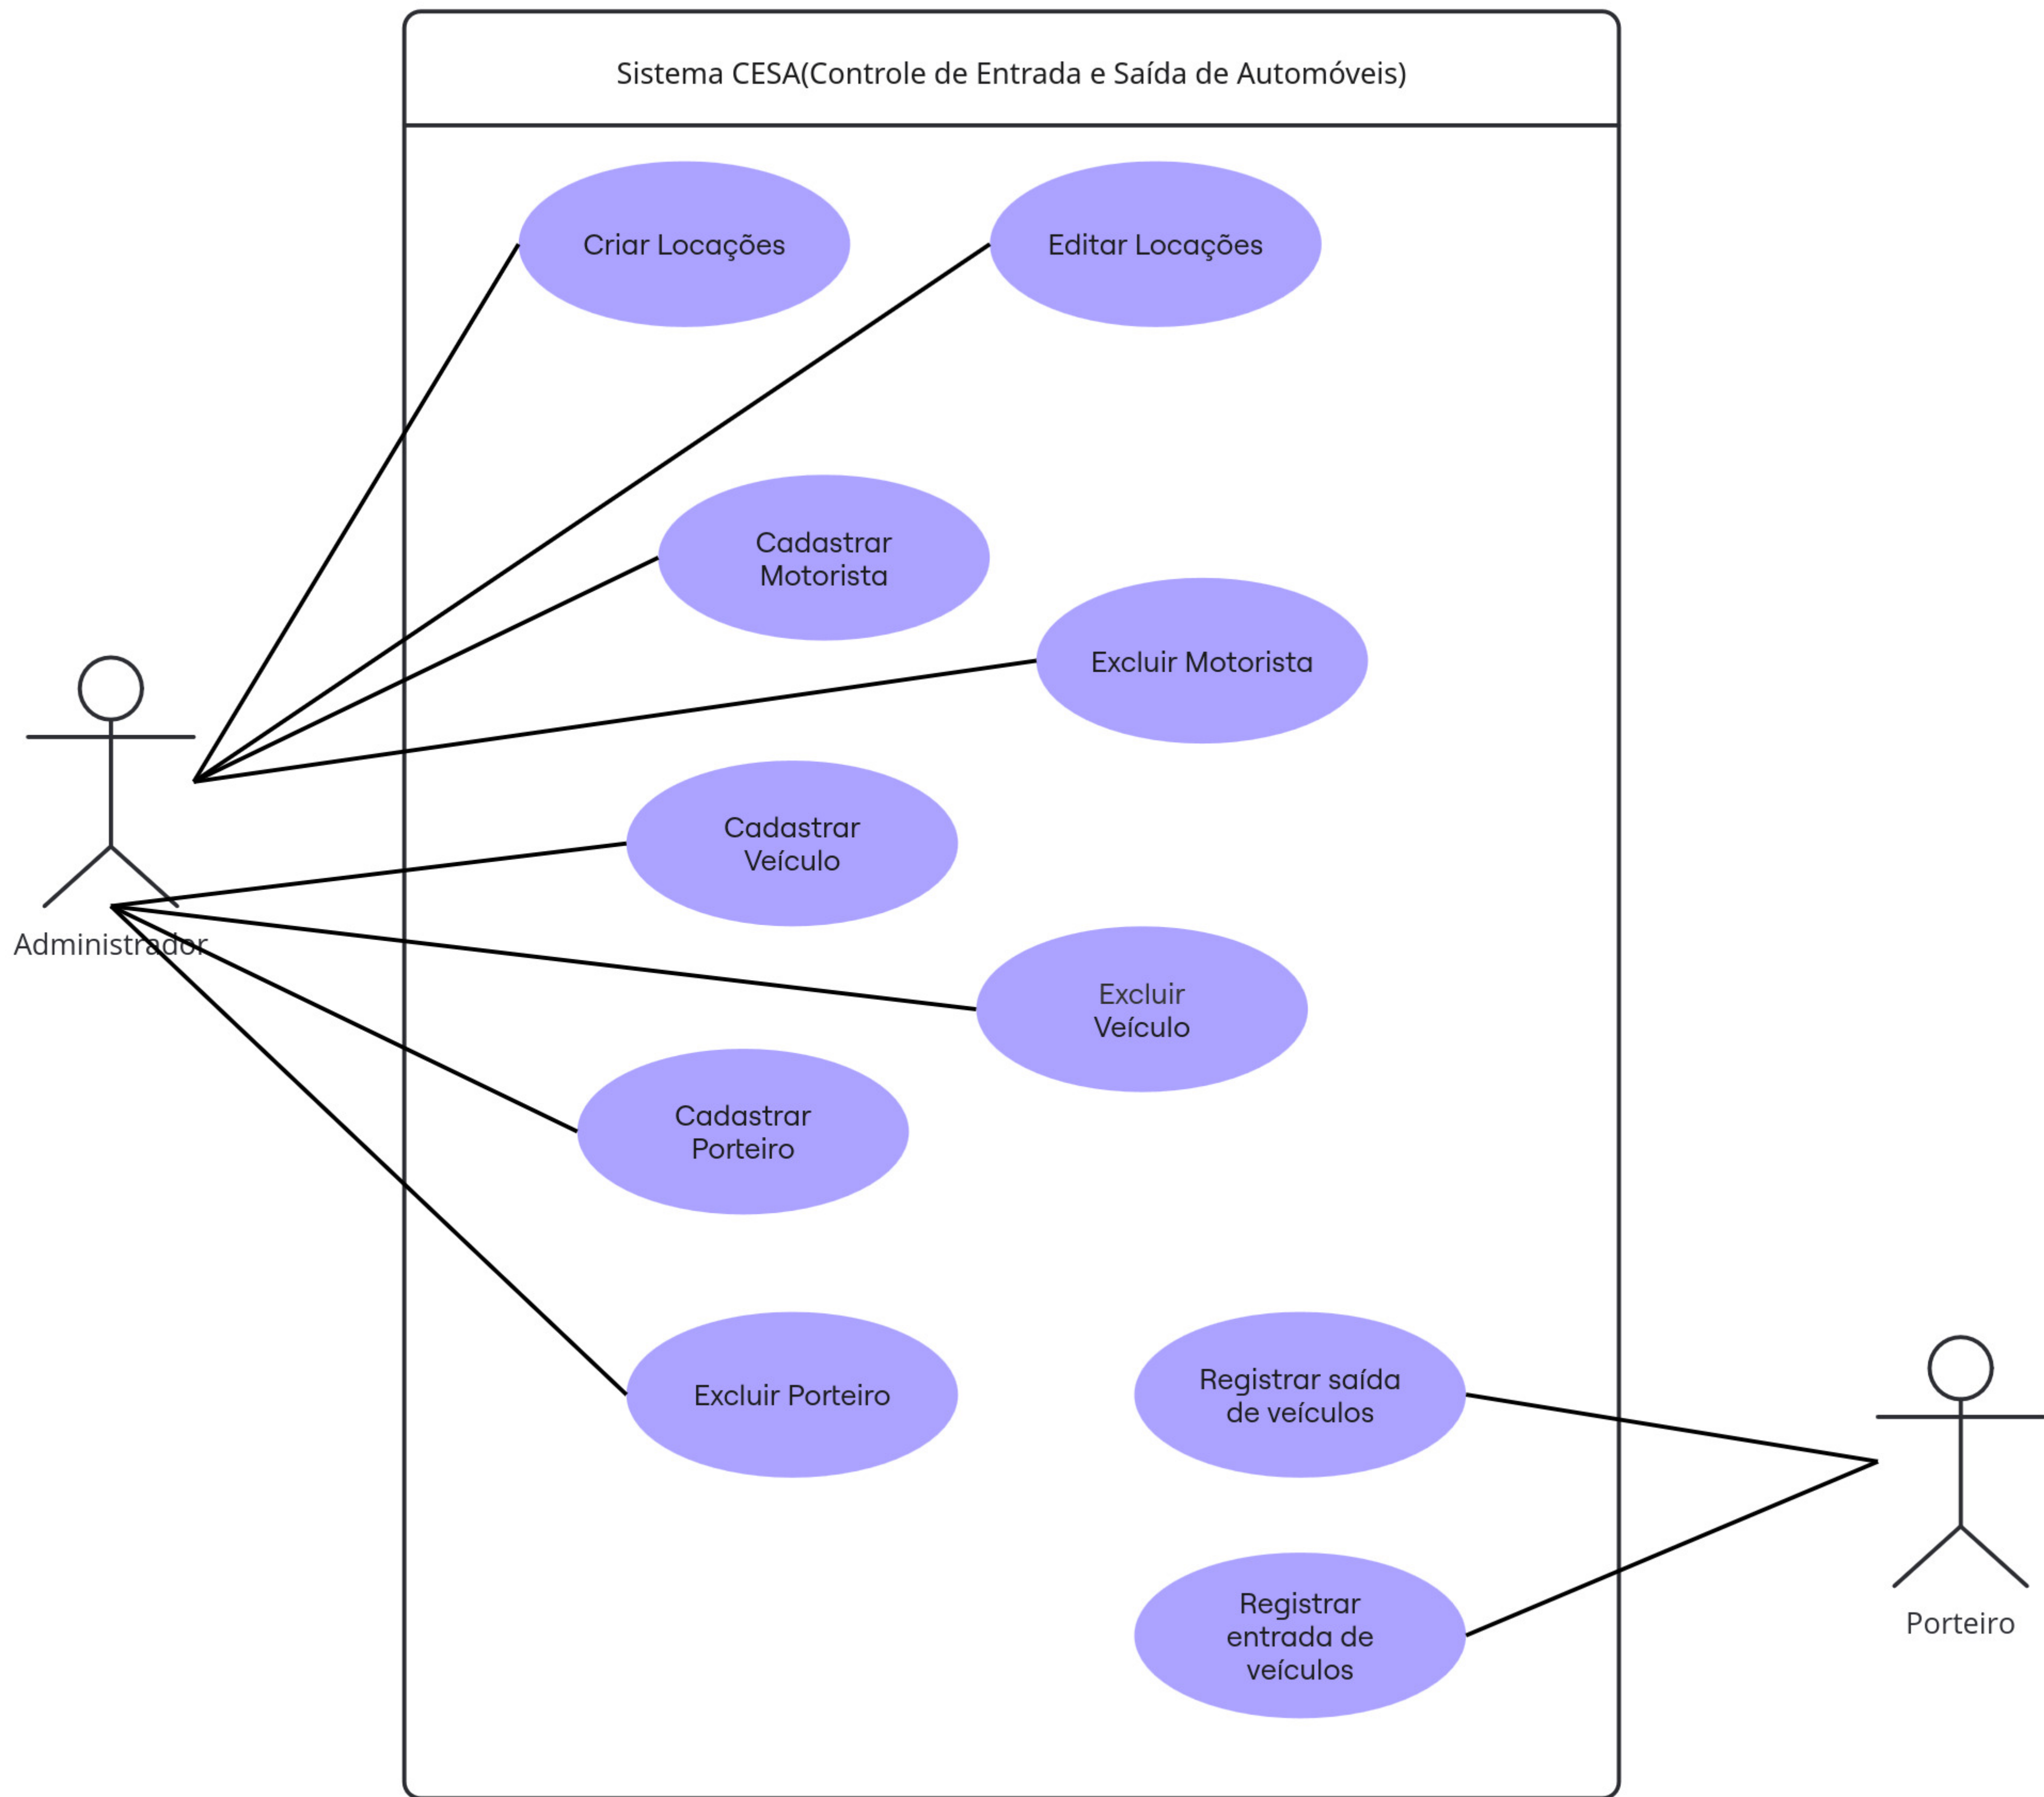 Sistema CESA(Controle de Entrada e Saída de Automóveis)
Criar Locações
Editar Locações
Cadastrar
Motorista
Excluir Motorista
Cadastrar
Veículo
Administrador
Excluir
Veículo
Cadastrar
Porteiro
Excluir Porteiro
Registrar saída
de veículos
Registrar
entrada de
veículos
Porteiro